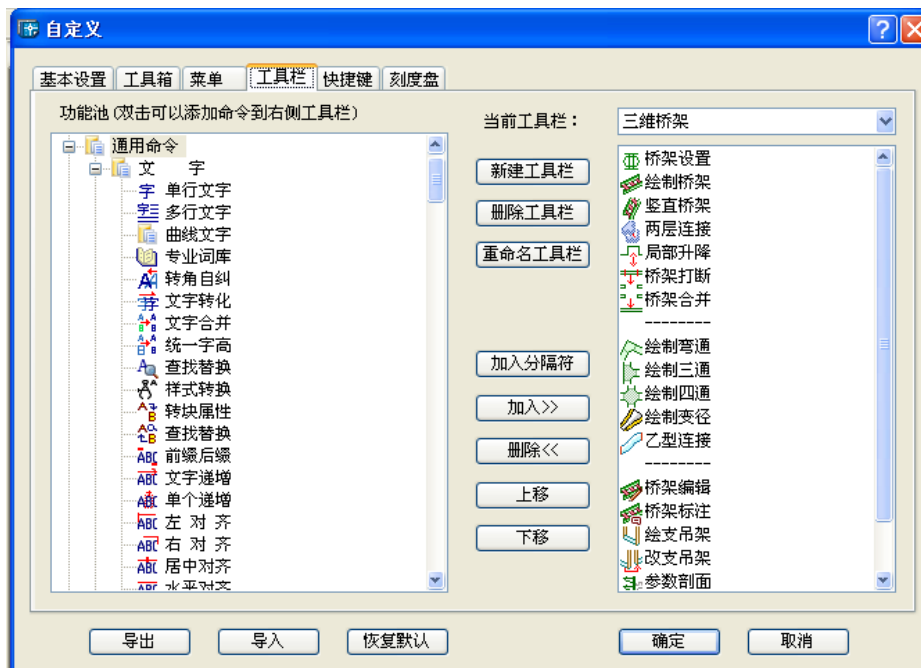 自定义
基本设置 工具箱 菜单 工具栏 快捷键 刻度盘
功能池(双击可以添加命令到右侧工具栏)
通用命令
文 字
单行文字
多行文字
曲线文字
专业词库
转角自纠
文字转化
文字合并
统一字高
查找替换
样式转换
转块属性
查找替换
前缀后缀
文字递增
单个递增
左 对 齐
右 对 齐
居中对齐
水平对齐
当前工具栏：
三维桥架
新建工具栏
删除工具栏
重命名工具栏
加入分隔符
加入>>
删除<<
上移
下移
桥架设置
绘制桥架
竖直桥架
两层连接
局部升降
桥架打断
桥架合并
--------
绘制弯通
绘制三通
绘制四通
绘制变径
乙型连接
--------
桥架编辑
桥架标注
绘支吊架
改支吊架
参数剖面
导出 导入 恢复默认 确定 取消